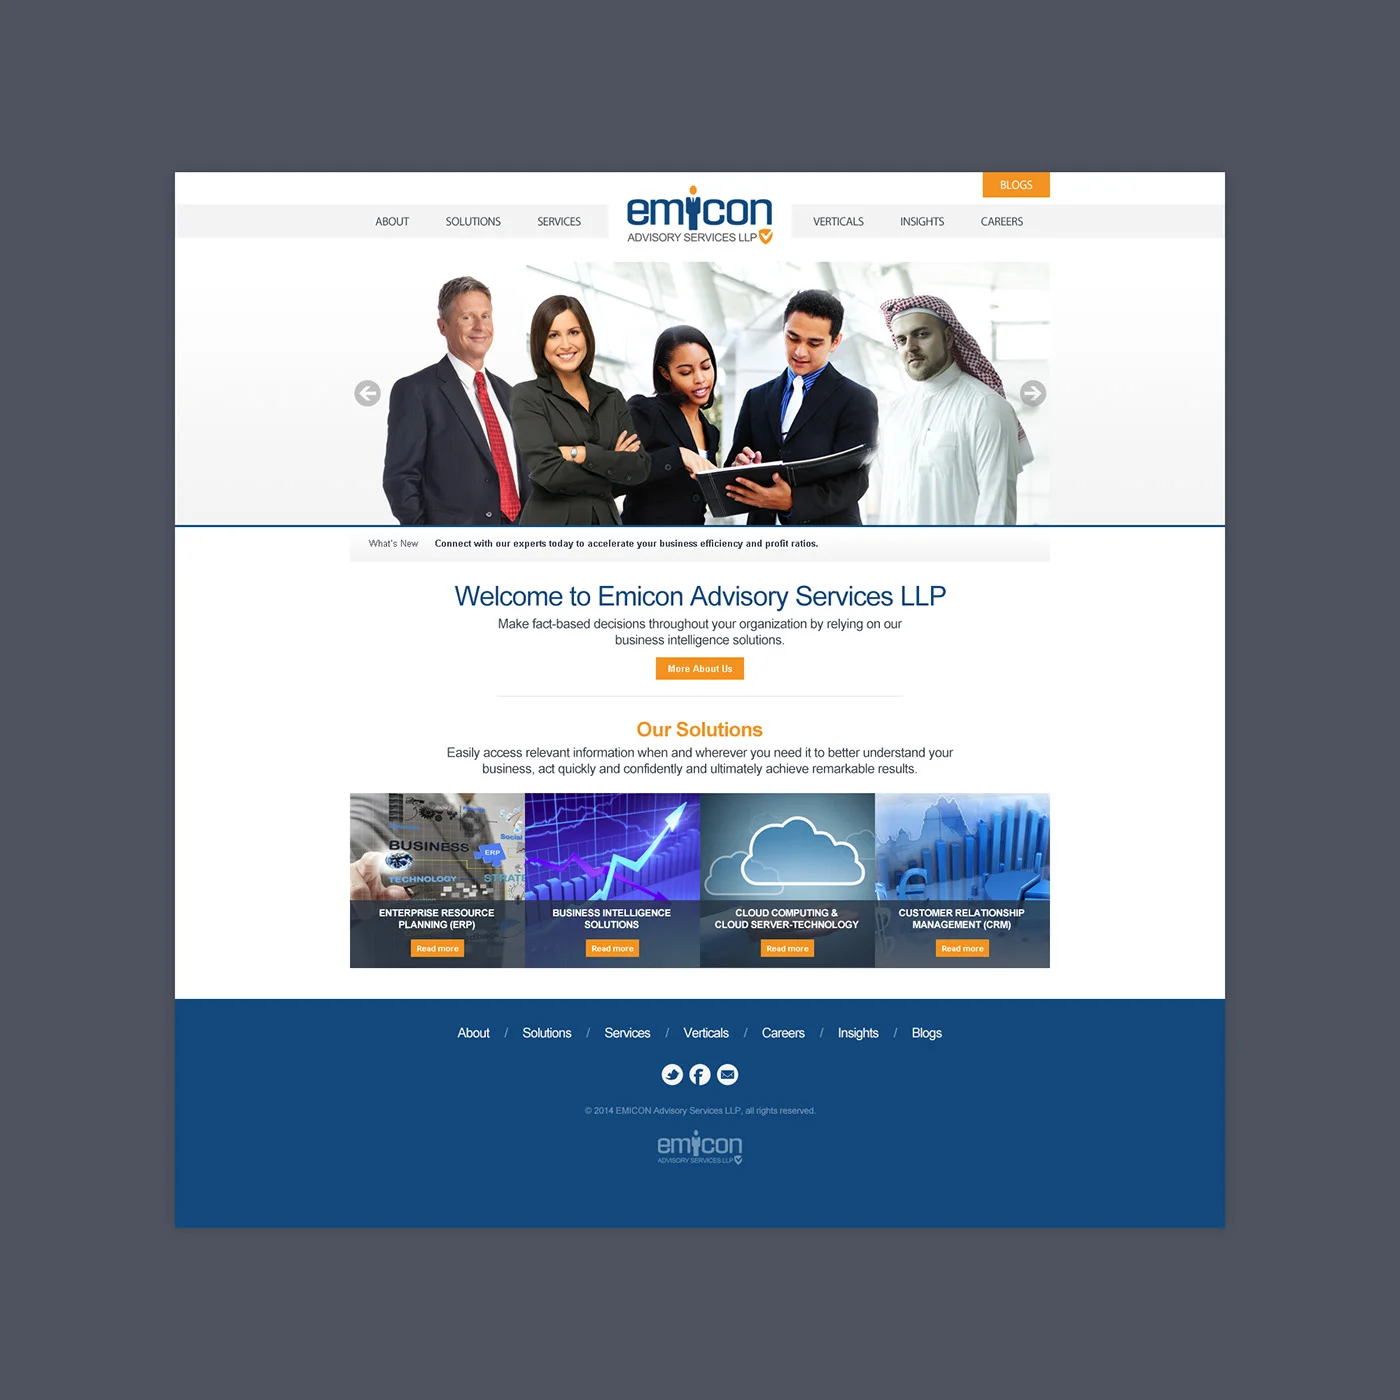 BLOGS
ABOUT SOLUTIONS SERVICES
emicon
ADVISORY SERVICES LLP
VERTICALS INSIGHTS CAREERS
What's New Connect with our experts today to accelerate your business efficiency and profit ratios.
Welcome to Emicon Advisory Services LLP
Make fact-based decisions throughout your organization by relying on our
business intelligence solutions.
More About Us
Our Solutions
Easily access relevant information when and wherever you need it to better understand your
business, act quickly and confidently and ultimately achieve remarkable results.
Social
BUSINESS
ERP
TECHNOLOGY
STRATE
ENTERPRISE RESOURCE
PLANNING (ERP)
Read more
BUSINESS INTELLIGENCE
SOLUTIONS
Read more
CLOUD COMPUTING &
CLOUD SERVER-TECHNOLOGY
Read more
CUSTOMER RELATIONSHIP
MANAGEMENT (CRM)
Read more
About / Solutions / Services / Verticals / Careers / Insights / Blogs
© 2014 EMICON Advisory Services LLP, all rights reserved.
emicon
ADVISORY SERVICES LLP